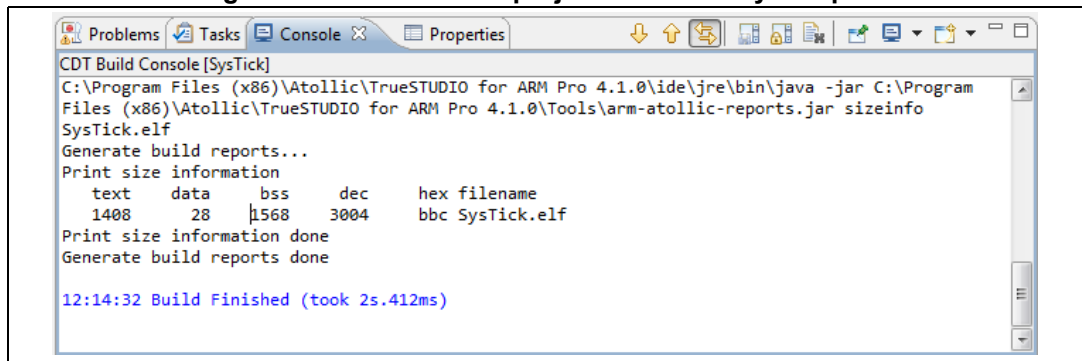 Problems Tasks Console Properties
CDT Build Console [SysTick]
C:\Program Files (x86)\Atollic\TrueSTUDIO for ARM Pro 4.1.0\ide\jre\bin\java -jar C:\Program
Files (x86)\Atollic\TrueSTUDIO for ARM Pro 4.1.0\Tools\arm-atollic-reports.jar sizeinfo
SysTick.elf
Generate build reports...
Print size information
text data bss dec hex filename
1408 28 1568 3004 bbc SysTick.elf
Print size information done
Generate build reports done
12:14:32 Build Finished (took 2s.412ms)